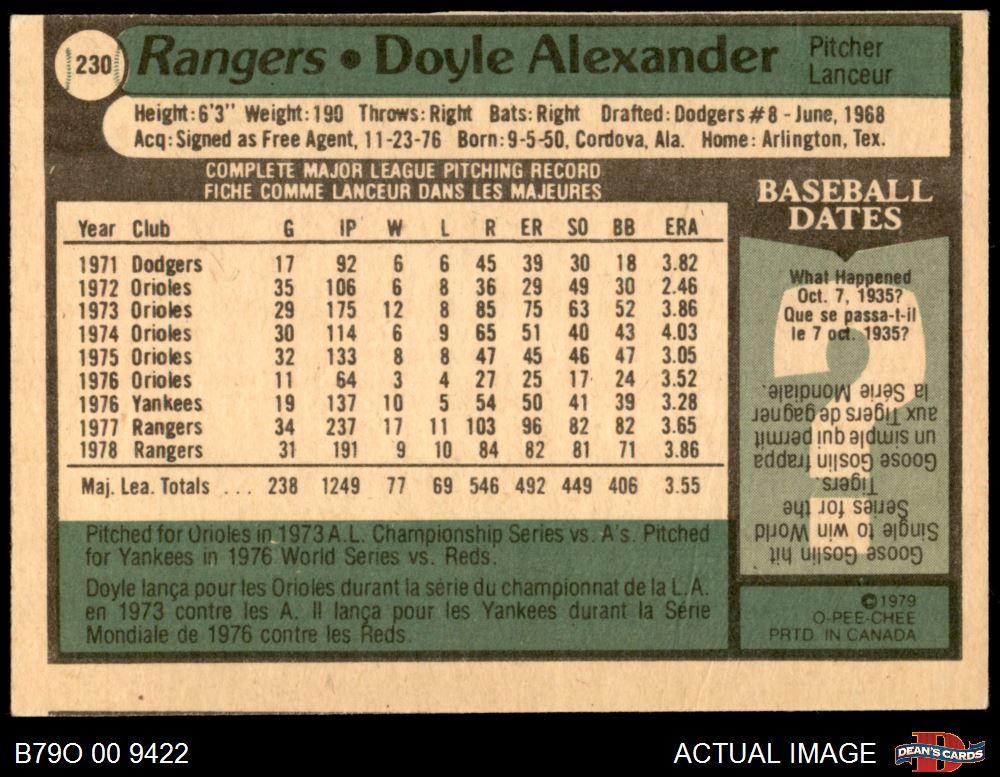 230
Rangers • Doyle Alexander
Pitcher
Lanceur
Height: 6'3" Weight: 190 Throws: Right Bats: Right Drafted: Dodgers #8 - June, 1968
Acq: Signed as Free Agent, 11-23-76 Born: 9-5-50, Cordova, Ala. Home: Arlington, Tex.
COMPLETE MAJOR LEAGUE PITCHING RECORD
FICHE COMME LANCEUR DANS LES MAJEURES
Year Club G IP W L R ER SO BB ERA
1971 Dodgers 17 92 6 6 45 39 30 18 3.82
1972 Orioles 35 106 6 8 36 29 49 30 2.46
1973 Orioles 29 175 12 8 85 75 63 52 3.86
1974 Orioles 30 114 6 9 65 51 40 43 4.03
1975 Orioles 32 133 8 8 47 45 46 47 3.05
1976 Orioles 11 64 3 4 27 25 17 24 3.52
1976 Yankees 19 137 10 5 54 50 41 39 3.28
1977 Rangers 34 237 17 11 103 96 82 82 3.65
1978 Rangers 31 191 9 10 84 82 81 71 3.86
Maj. Lea. Totals ... 238 1249 77 69 546 492 449 406 3.55
Pitched for Orioles in 1973 A.L. Championship Series vs. A's. Pitched
for Yankees in 1976 World Series vs. Reds.
Doyle lança pour les Orioles durant la série du championnat de la L.A.
en 1973 contre les A. Il lança pour les Yankees durant la Série
Mondiale de 1976 contre les Reds.
BASEBALL
DATES
What Happened
Oct. 7, 1935?
Que se passa-t-il
le 7 oct. 1935?
Goose Goslin hit
Single to win World
Series for the
Tigers.
Goose Goslin frappa
un simple qui permit
aux Tigers de gagner
la Série Mondiale.
©1979
O-PEE-CHEE
PRTD. IN CANADA
B79O 00 9422
ACTUAL IMAGE
DEAN'S CARDS